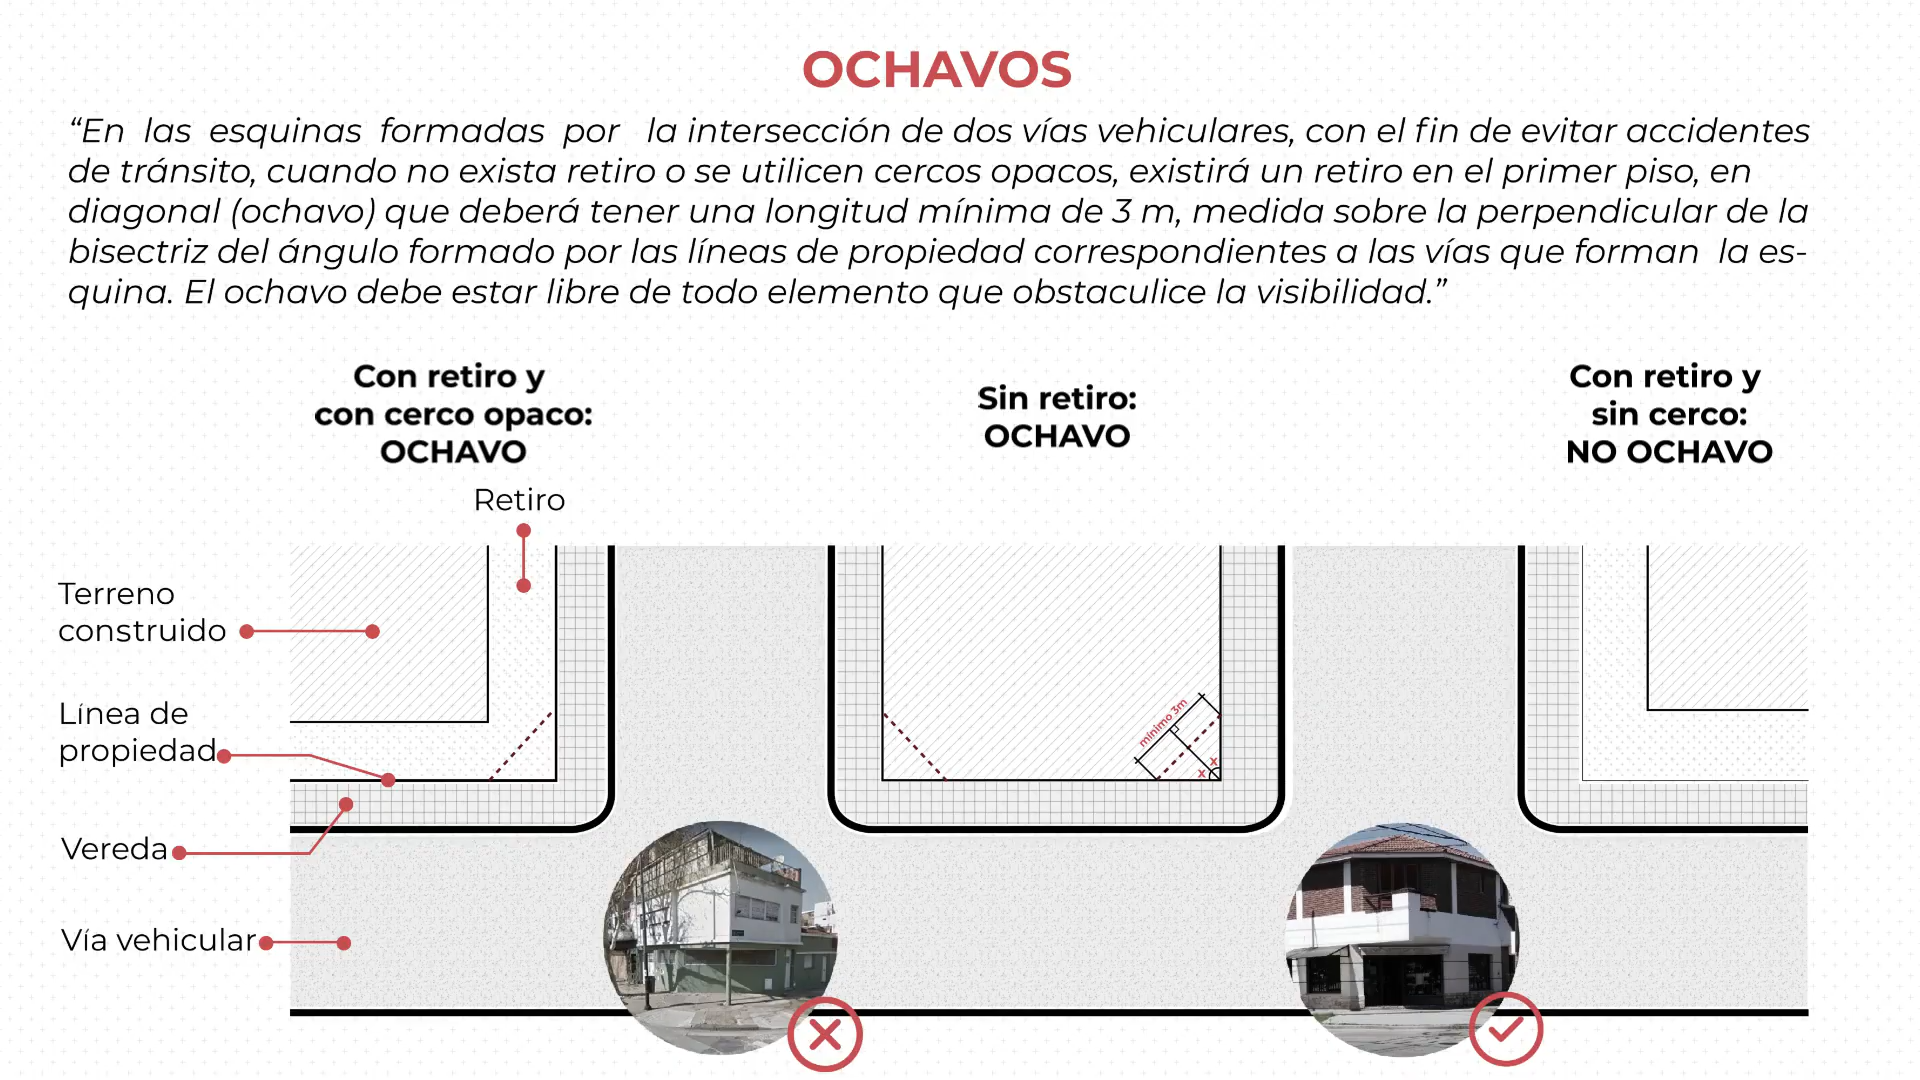 OCHAVOS
“En las esquinas formadas por la intersección de dos vías vehiculares, con el fin de evitar accidentes
de tránsito, cuando no exista retiro o se utilicen cercos opacos, existirá un retiro en el primer piso, en
diagonal (ochavo) que deberá tener una longitud mínima de 3 m, medida sobre la perpendicular de la
bisectriz del ángulo formado por las líneas de propiedad correspondientes a las vías que forman la es-
quina. El ochavo debe estar libre de todo elemento que obstaculice la visibilidad.”
Con retiro y
con cerco opaco:
OCHAVO
Sin retiro:
OCHAVO
Con retiro y
sin cerco:
NO OCHAVO
Retiro
Terreno
construido
Línea de
propiedad
Vereda
Vía vehicular
mínimo 3m
x
x